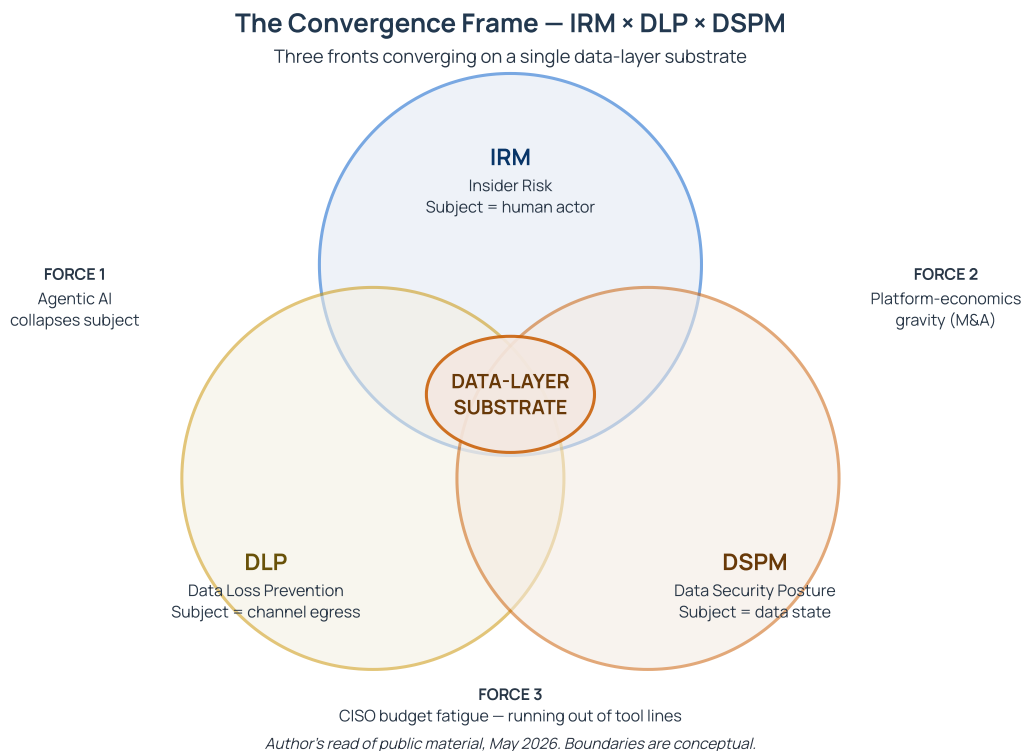 The Convergence Frame — IRM × DLP × DSPM
Three fronts converging on a single data-layer substrate
IRM
Insider Risk
Subject = human actor
FORCE 1
Agentic AI
collapses subject
FORCE 2
Platform-economics
gravity (M&A)
DATA-LAYER
SUBSTRATE
DLP
Data Loss Prevention
Subject = channel egress
DSPM
Data Security Posture
Subject = data state
FORCE 3
CISO budget fatigue — running out of tool lines
Author's read of public material, May 2026. Boundaries are conceptual.